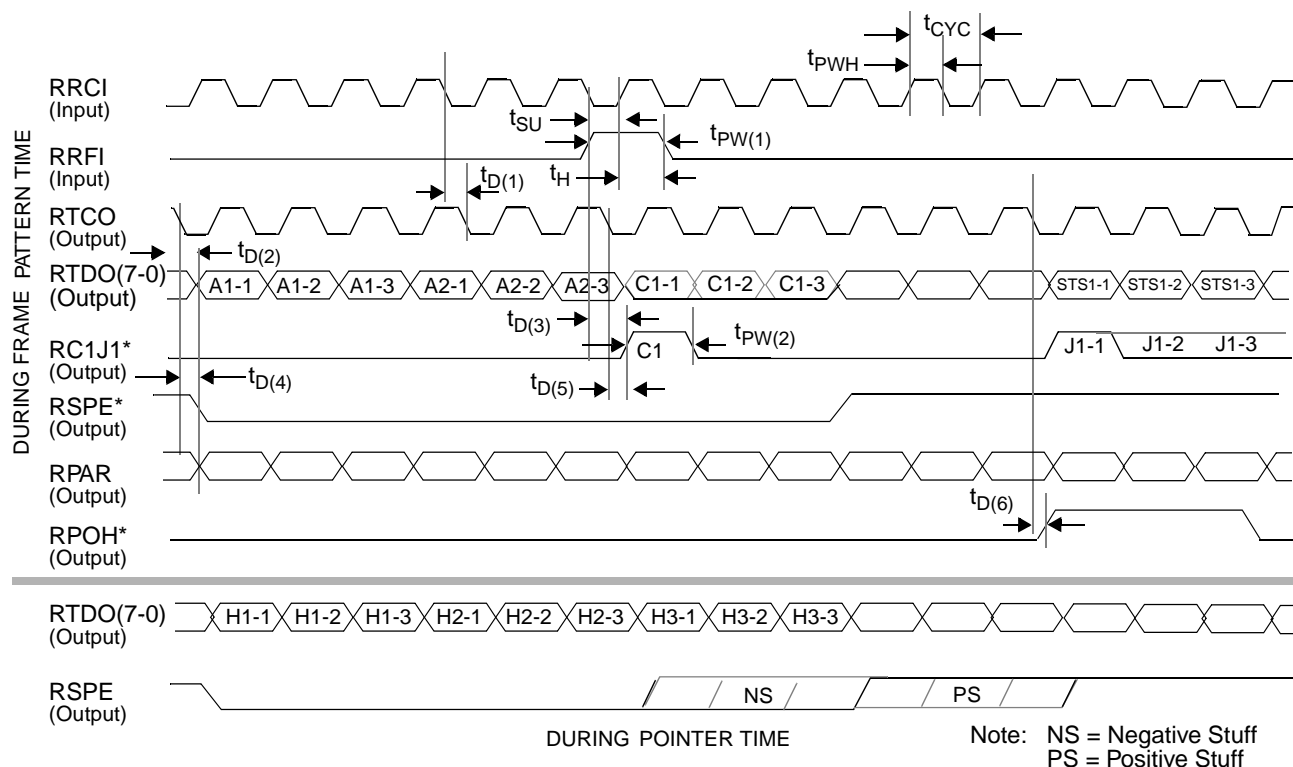 tCYC
tPWH
RRCI
(Input)
tSU
tPW(1)
RRFI
(Input)
tH
tD(1)
RTCO
(Output)
tD(2)
RTDO(7-0)
(Output)
A1-1 A1-2 A1-3 A2-1 A2-2 A2-3 C1-1 C1-2 C1-3 STS1-1 STS1-2 STS1-3
tD(3)
tPW(2)
RC1J1*
(Output)
C1 J1-1 J1-2 J1-3
tD(4)
tD(5)
RSPE*
(Output)
RPAR
(Output)
tD(6)
RPOH*
(Output)
DURING FRAME PATTERN TIME
RTDO(7-0)
(Output)
H1-1 H1-2 H1-3 H2-1 H2-2 H2-3 H3-1 H3-2 H3-3
RSPE
(Output)
NS PS
DURING POINTER TIME
Note: NS = Negative Stuff
PS = Positive Stuff